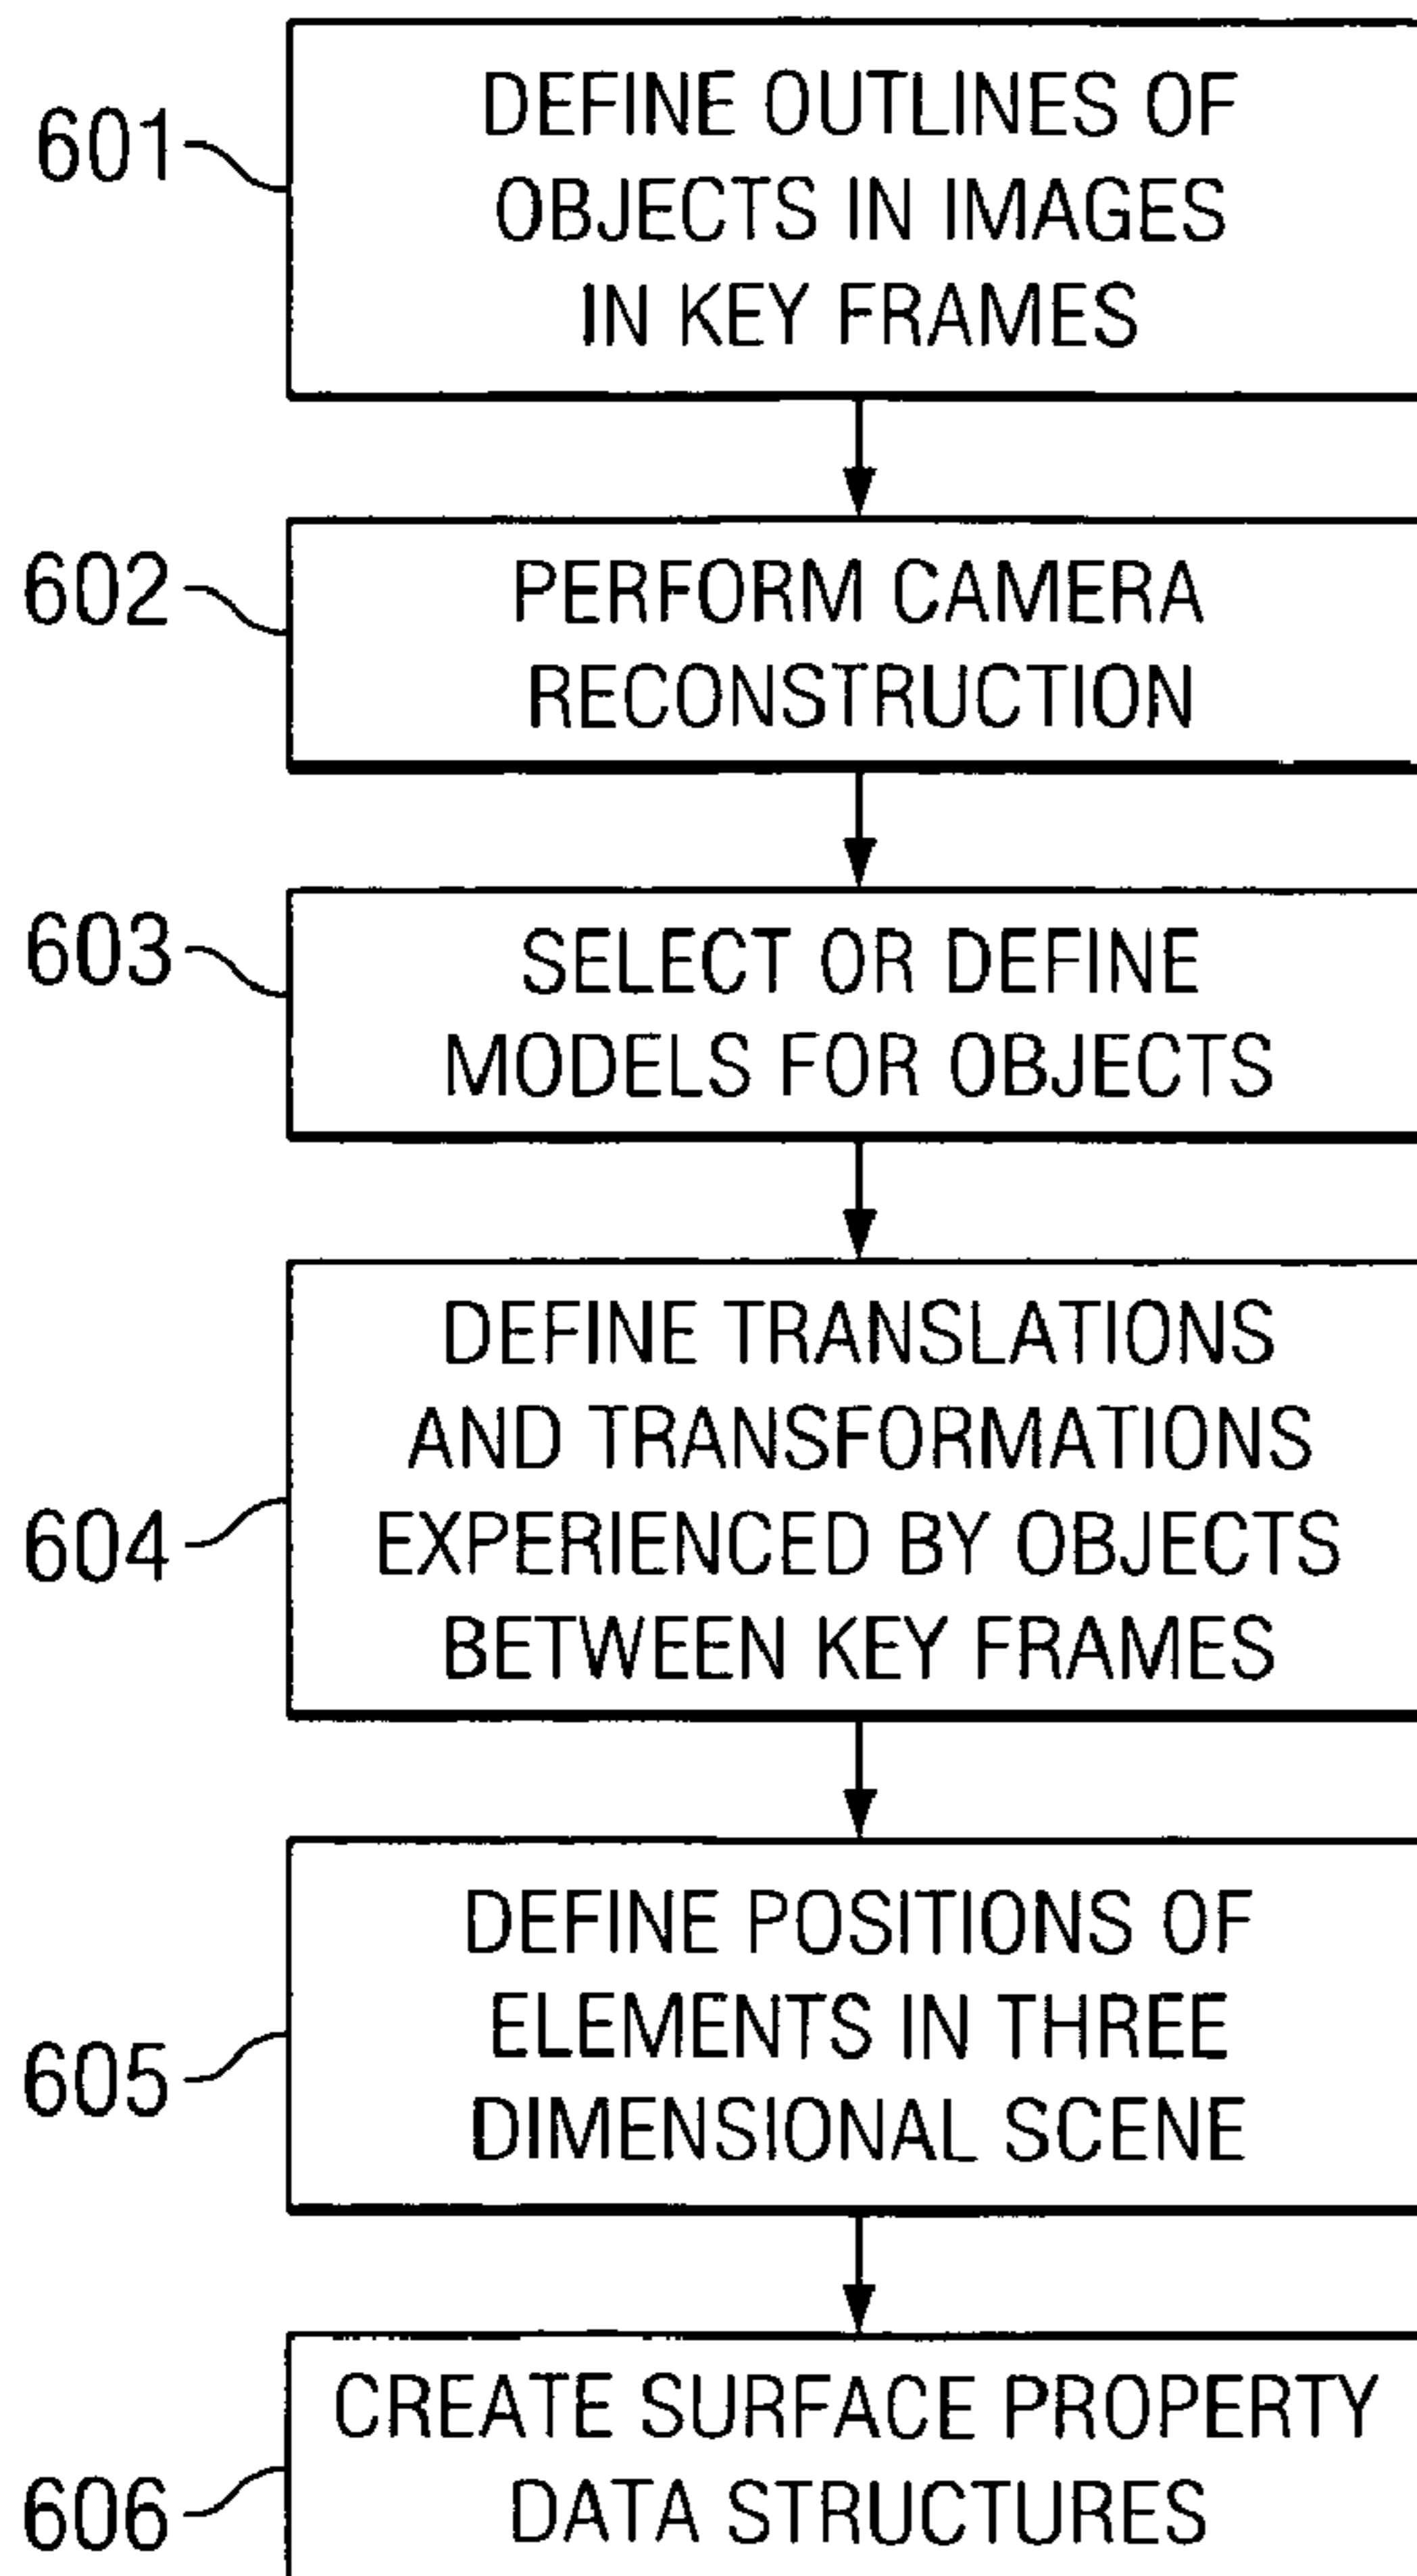 601
DEFINE OUTLINES OF
OBJECTS IN IMAGES
IN KEY FRAMES
602
PERFORM CAMERA
RECONSTRUCTION
603
SELECT OR DEFINE
MODELS FOR OBJECTS
604
DEFINE TRANSLATIONS
AND TRANSFORMATIONS
EXPERIENCED BY OBJECTS
BETWEEN KEY FRAMES
605
DEFINE POSITIONS OF
ELEMENTS IN THREE
DIMENSIONAL SCENE
606
CREATE SURFACE PROPERTY
DATA STRUCTURES